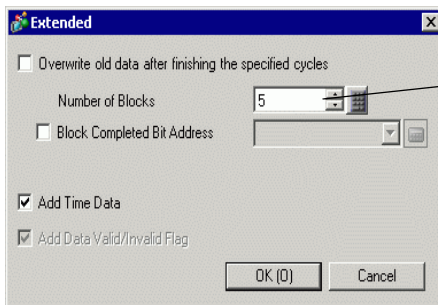 Extended
Overwrite old data after finishing the specified cycles
Number of Blocks 5
Block Completed Bit Address
Add Time Data
Add Data Valid/Invalid Flag
OK (O) Cancel